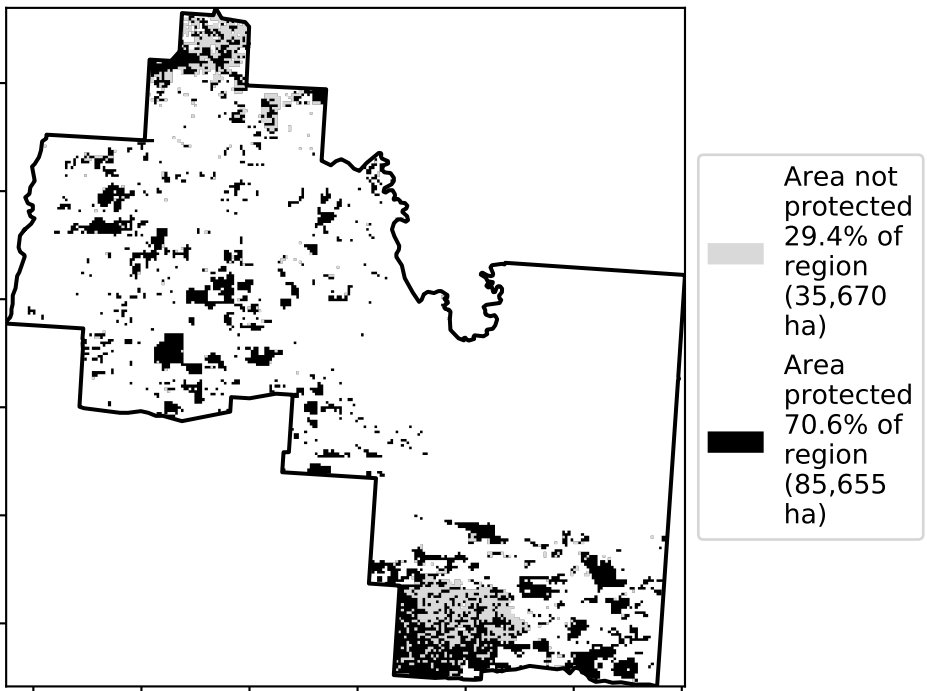 Area not
protected
29.4% of
region
(35,670
ha)
Area
protected
70.6% of
region
(85,655
ha)